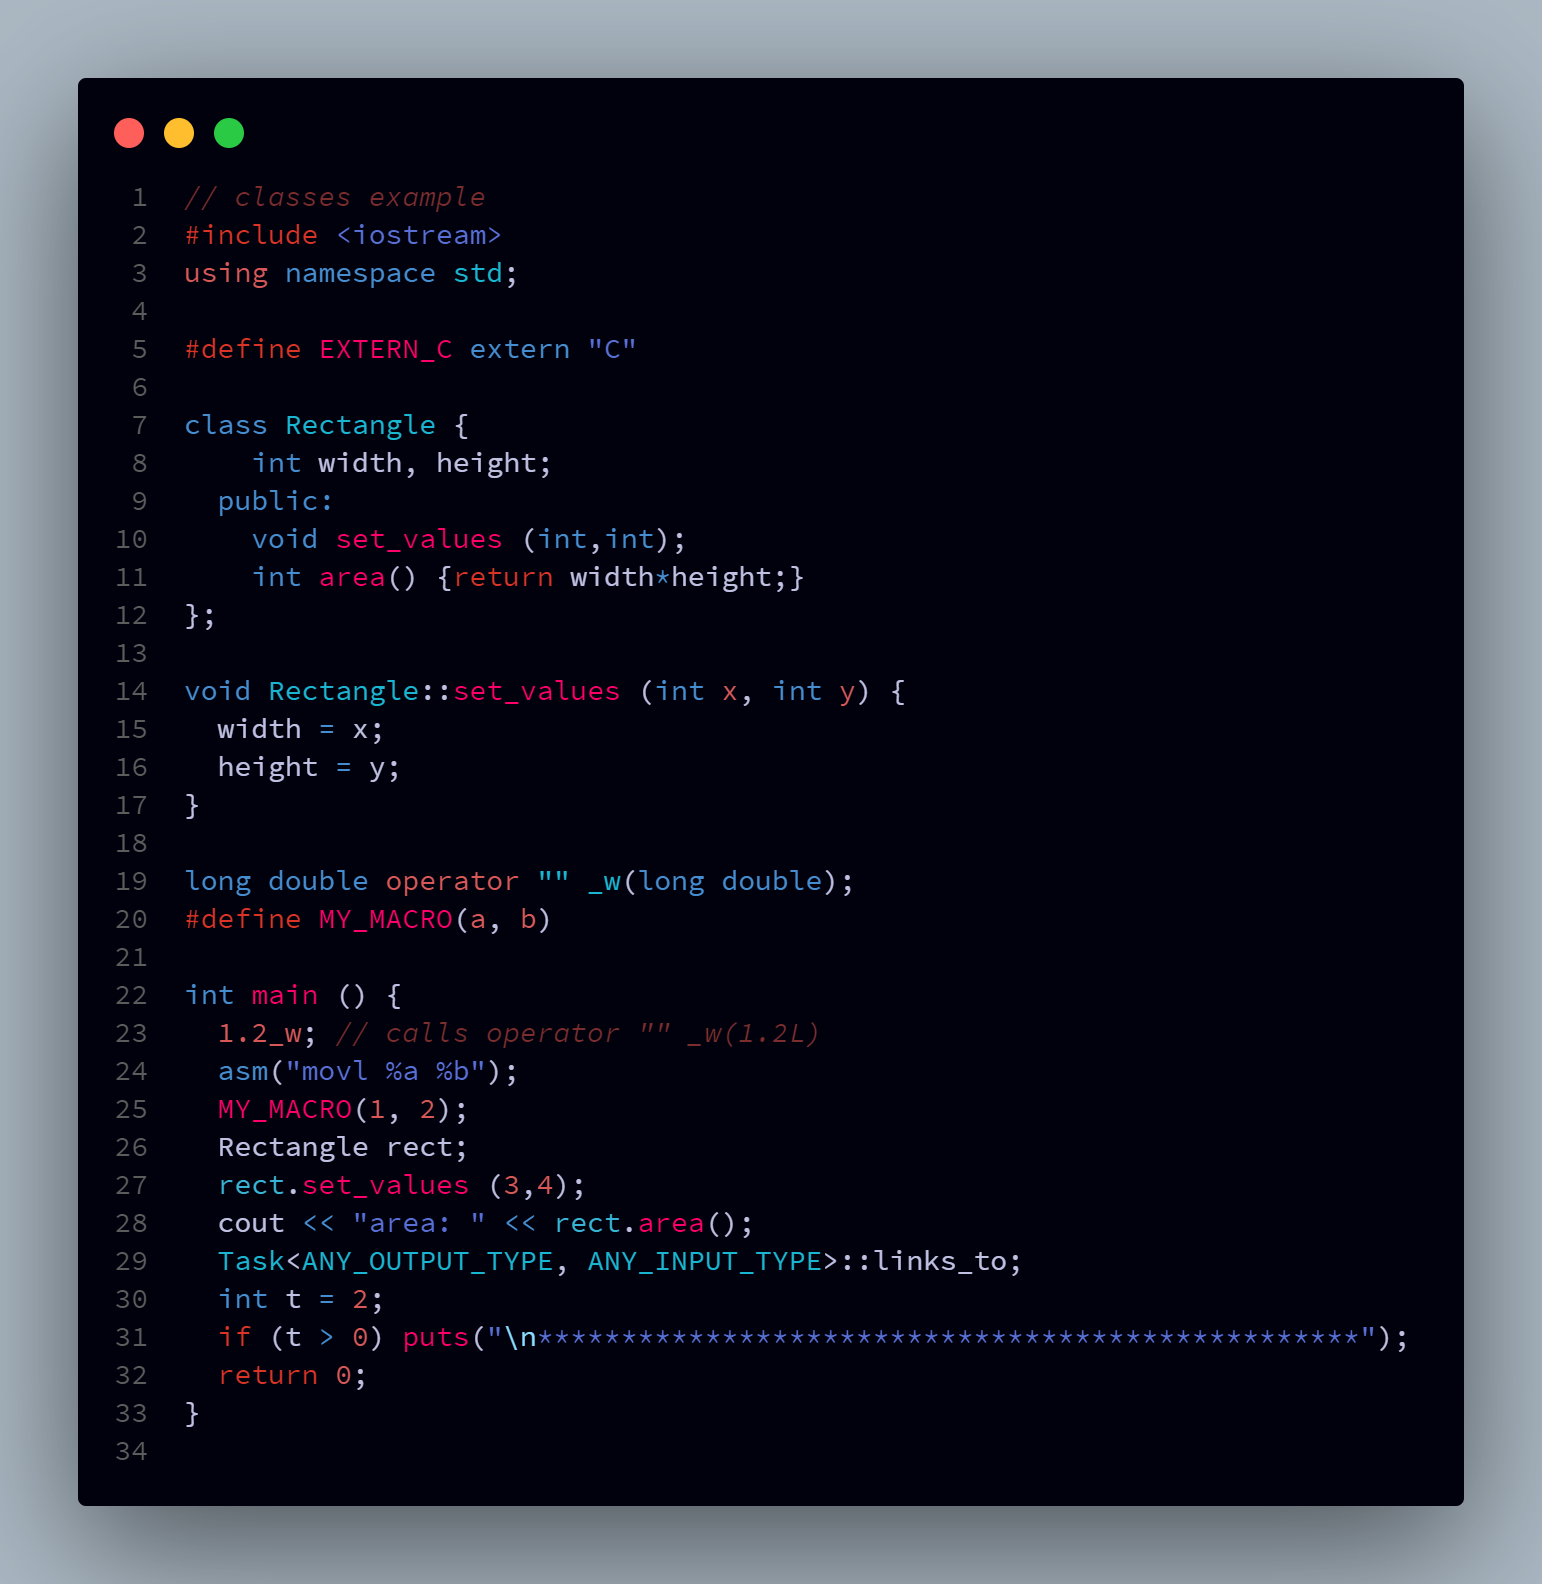 1 // classes example
2 #include <iostream>
3 using namespace std;
4
5 #define EXTERN_C extern "C"
6
7 class Rectangle {
8     int width, height;
9   public:
10     void set_values (int,int);
11     int area() {return width*height;}
12 };
13
14 void Rectangle::set_values (int x, int y) {
15   width = x;
16   height = y;
17 }
18
19 long double operator "" _w(long double);
20 #define MY_MACRO(a, b)
21
22 int main () {
23   1.2_w; // calls operator "" _w(1.2L)
24   asm("movl %a %b");
25   MY_MACRO(1, 2);
26   Rectangle rect;
27   rect.set_values (3,4);
28   cout << "area: " << rect.area();
29   Task<ANY_OUTPUT_TYPE, ANY_INPUT_TYPE>::links_to;
30   int t = 2;
31   if (t > 0) puts("\n*************************************************");
32   return 0;
33 }
34